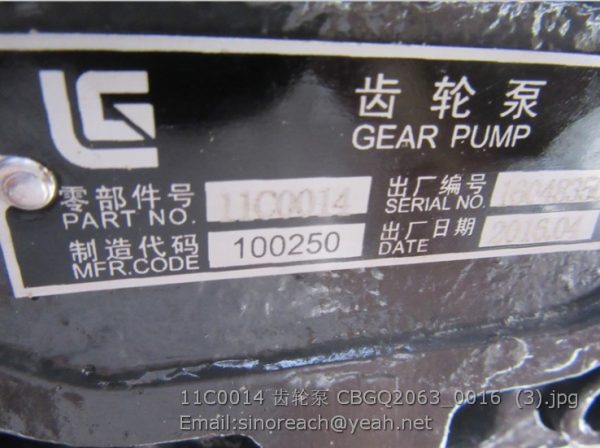 齿轮泵
GEAR PUMP
零部件号 11C0014 出厂编号
PART NO. SERIAL NO.
制造代码 100250 出厂日期 2016.04
MFR.CODE DATE
11C0014 齿轮泵 CBGQ2063_0016 (3).jpg
Email:sinoreach@yeah.net